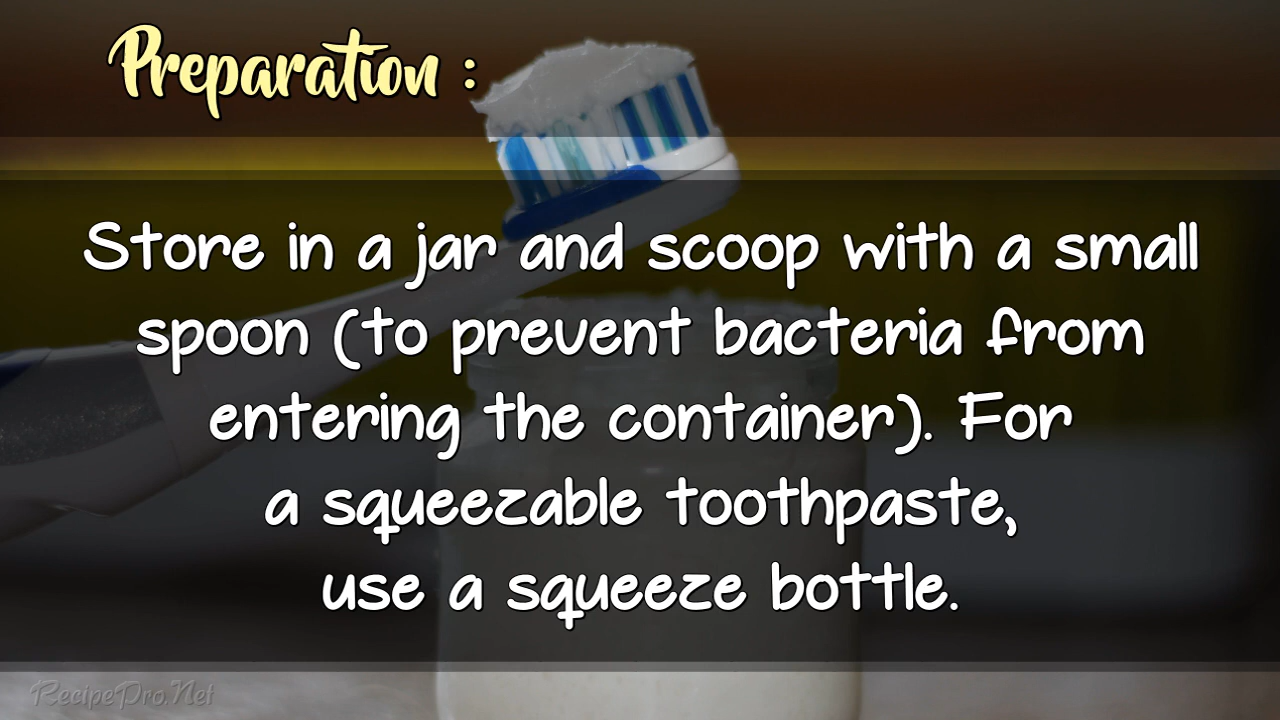 Preparation :
Store in a jar and scoop with a small
spoon (to prevent bacteria from
entering the container). For
a squeezable toothpaste,
use a squeeze bottle.
RecipePro.Net